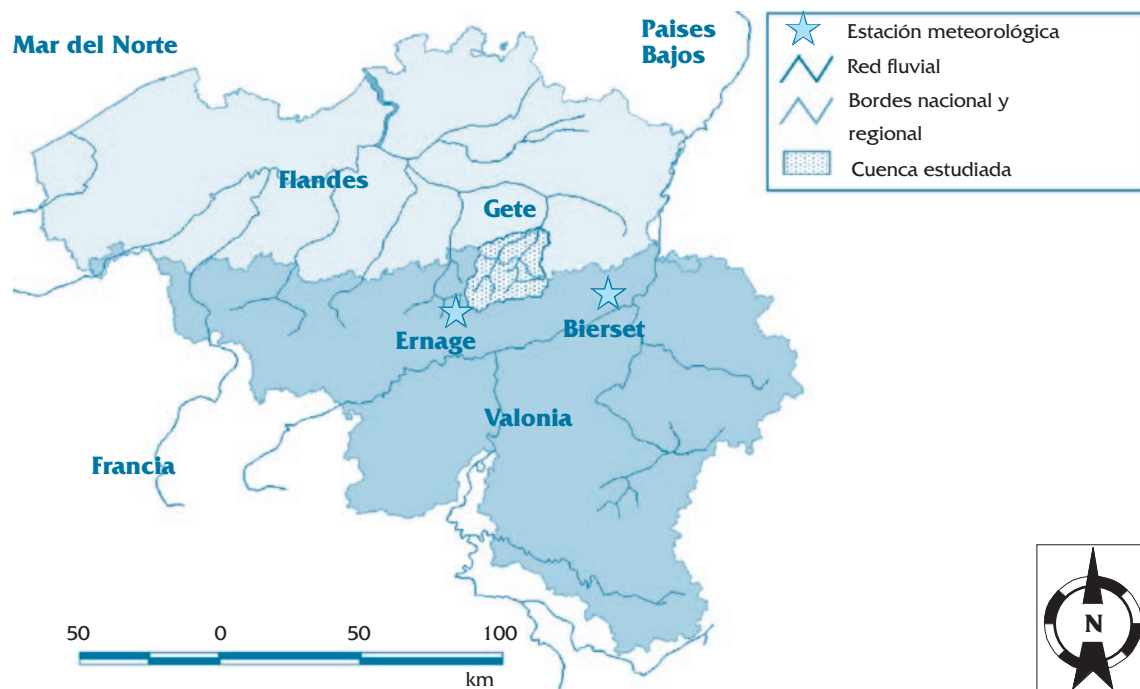 Mar del Norte
Paises
Bajos
Estación meteorológica
Red fluvial
Bordes nacional y
regional
Cuenca estudiada
Flandes
Gete
Ernage
Bierset
Valonia
Francia
50 0 50 100
km
N